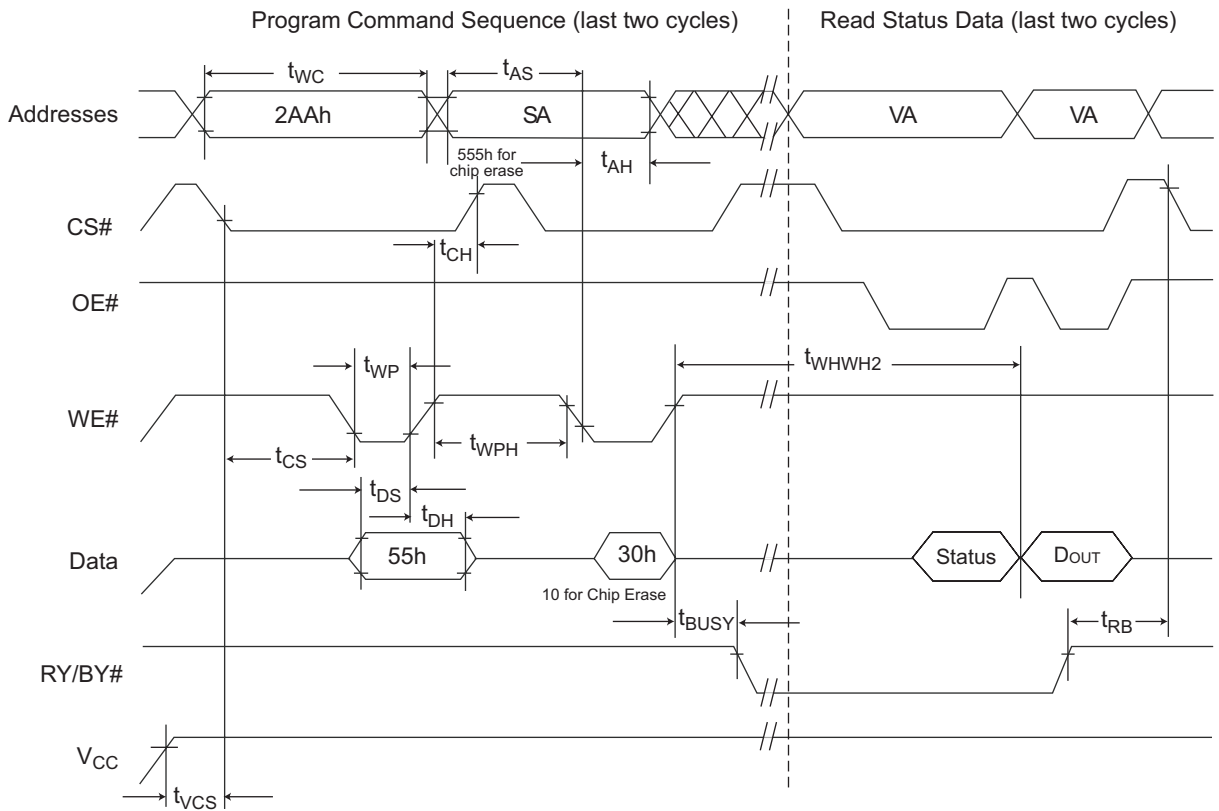 Program Command Sequence (last two cycles)
Read Status Data (last two cycles)
tWC
tAS
Addresses
2AAh
SA
VA
VA
555h for
chip erase
tAH
CS#
tCH
OE#
tWP
tWHWH2
WE#
tWPH
tCS
tDS
tDH
Data
55h
30h
Status
DOUT
10 for Chip Erase
tBUSY
tRB
RY/BY#
VCC
tVCS